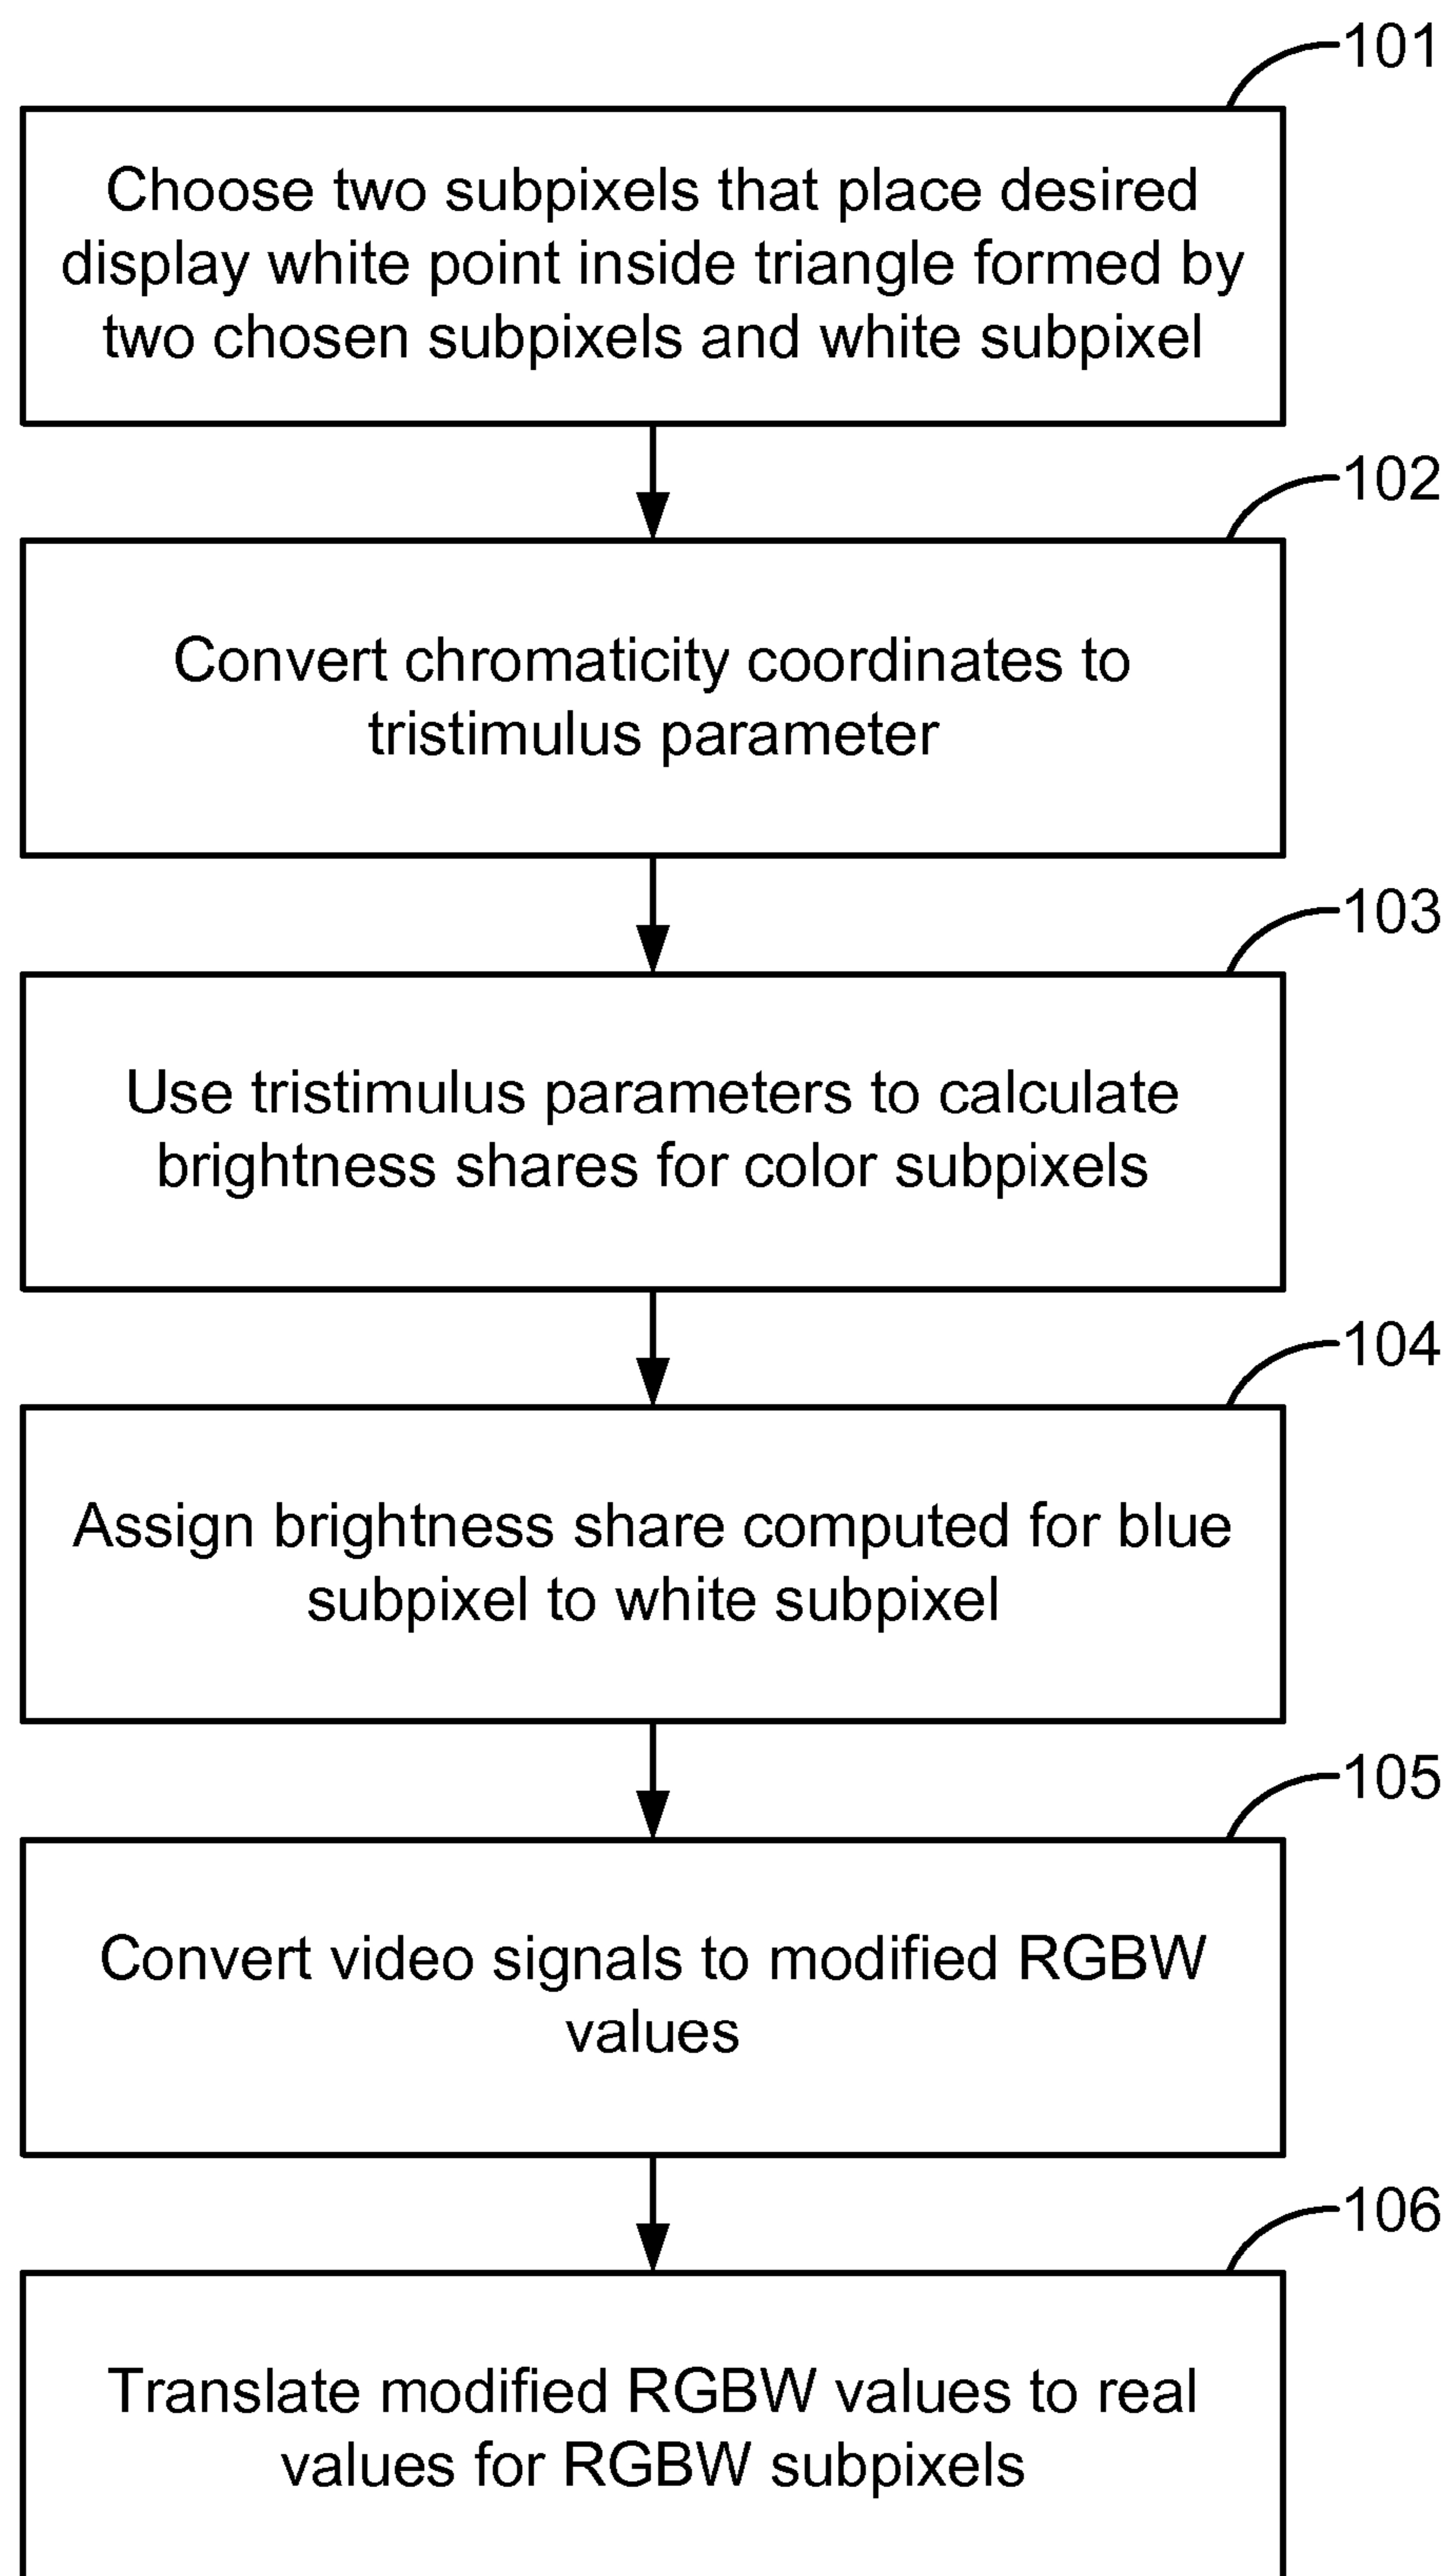 101
Choose two subpixels that place desired
display white point inside triangle formed by
two chosen subpixels and white subpixel
102
Convert chromaticity coordinates to
tristimulus parameter
103
Use tristimulus parameters to calculate
brightness shares for color subpixels
104
Assign brightness share computed for blue
subpixel to white subpixel
105
Convert video signals to modified RGBW
values
106
Translate modified RGBW values to real
values for RGBW subpixels